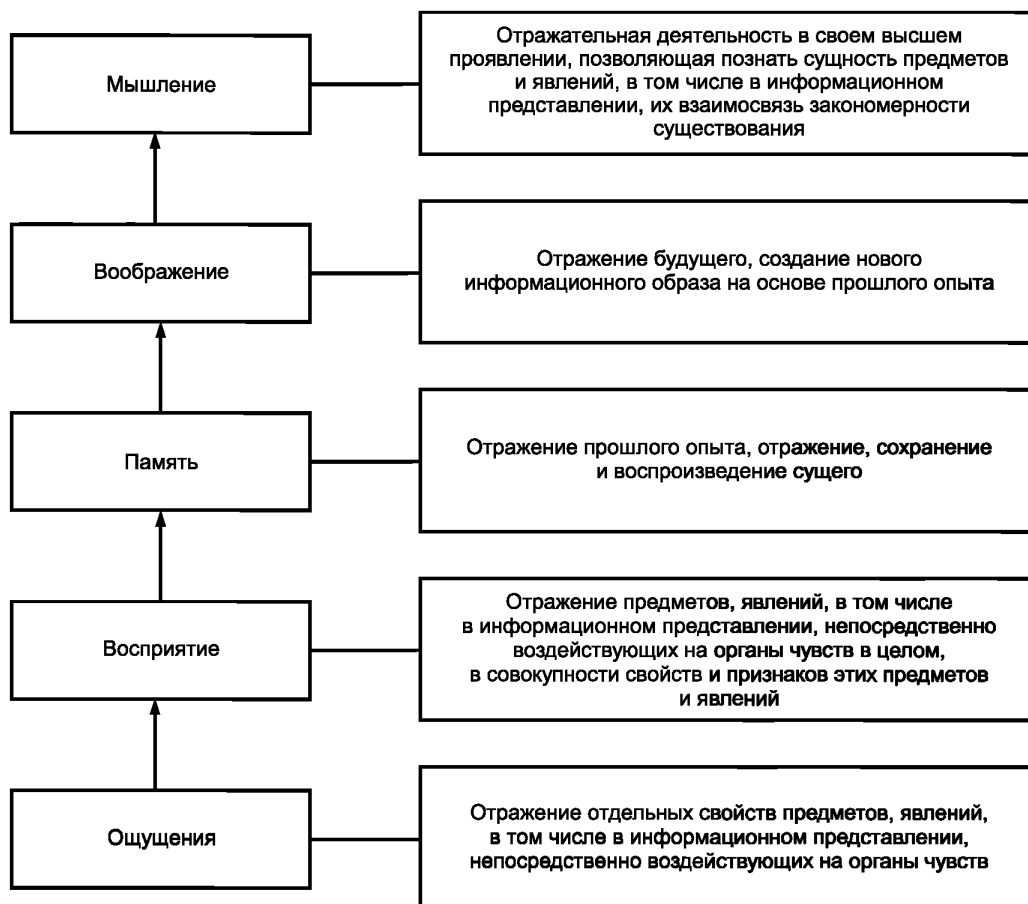 Мышление
Отражательная деятельность в своем высшем
проявлении, позволяющая познать сущность предметов
и явлений, в том числе в информационном
представлении, их взаимосвязь закономерности
существования
Воображение
Отражение будущего, создание нового
информационного образа на основе прошлого опыта
Память
Отражение прошлого опыта, отражение, сохранение
и воспроизведение сущего
Восприятие
Отражение предметов, явлений, в том числе
в информационном представлении, непосредственно
воздействующих на органы чувств в целом,
в совокупности свойств и признаков этих предметов
и явлений
Ощущения
Отражение отдельных свойств предметов, явлений,
в том числе в информационном представлении,
непосредственно воздействующих на органы чувств